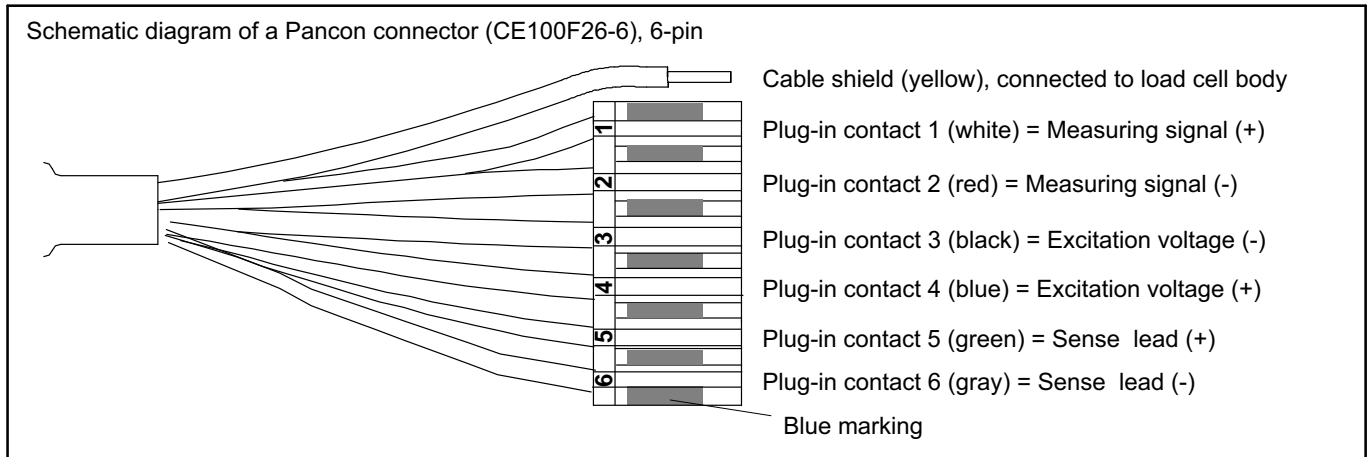 Schematic diagram of a Pancon connector (CE100F26-6), 6-pin
Cable shield (yellow), connected to load cell body
1
Plug-in contact 1 (white) = Measuring signal (+)
2
Plug-in contact 2 (red) = Measuring signal (-)
3
Plug-in contact 3 (black) = Excitation voltage (-)
4
Plug-in contact 4 (blue) = Excitation voltage (+)
5
Plug-in contact 5 (green) = Sense lead (+)
6
Plug-in contact 6 (gray) = Sense lead (-)
Blue marking